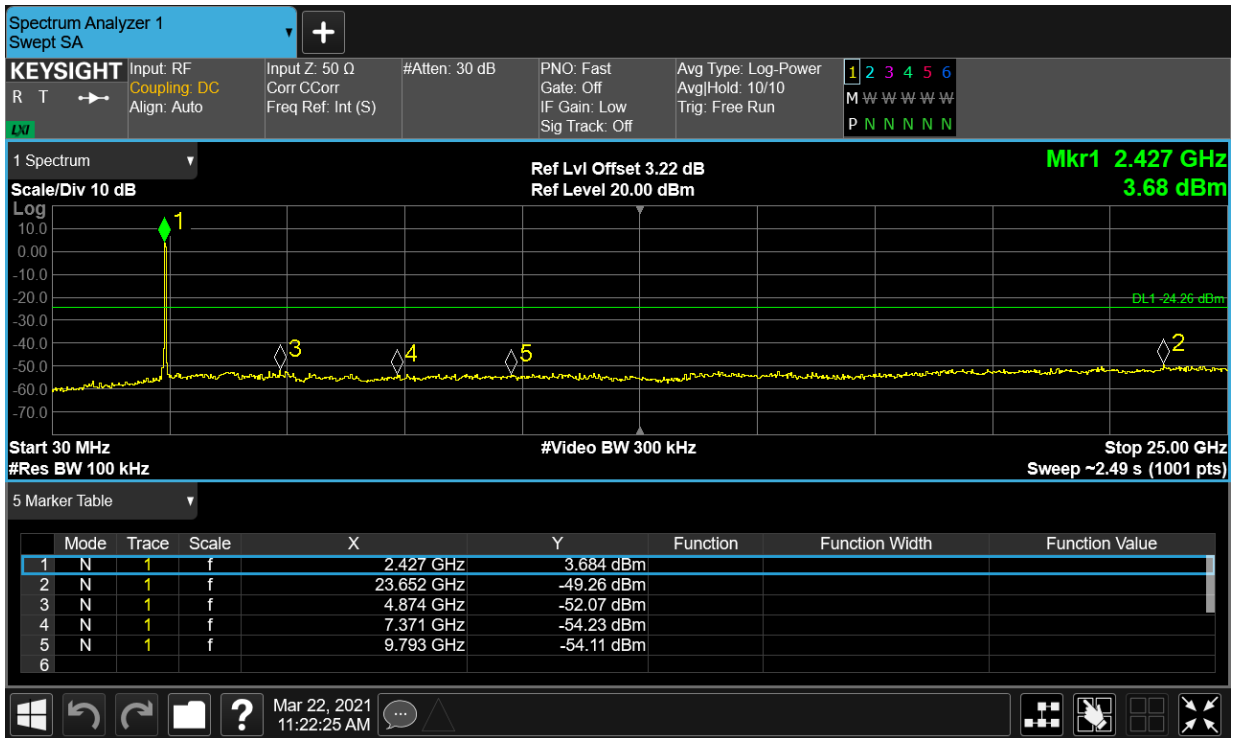 Spectrum Analyzer 1
Swept SA
+
KEYSIGHT
R T
LXI
Input: RF
Coupling: DC
Align: Auto
Input Z: 50 Ω
Corr CCorr
Freq Ref: Int (S)
#Atten: 30 dB
PNO: Fast
Gate: Off
IF Gain: Low
Sig Track: Off
Avg Type: Log-Power
Avg|Hold: 10/10
Trig: Free Run
1 2 3 4 5 6
M W W W W W
P N N N N N
1 Spectrum
Scale/Div 10 dB
Ref Lvl Offset 3.22 dB
Ref Level 20.00 dBm
Mkr1 2.427 GHz
3.68 dBm
Log
10.0
0.00
-10.0
-20.0
-30.0
-40.0
-50.0
-60.0
-70.0
1
DL1 -24.26 dBm
3
4
5
2
Start 30 MHz
#Video BW 300 kHz
Stop 25.00 GHz
#Res BW 100 kHz
Sweep ~2.49 s (1001 pts)
5 Marker Table
Mode Trace Scale X Y Function Function Width Function Value
1 N 1 f 2.427 GHz 3.684 dBm
2 N 1 f 23.652 GHz -49.26 dBm
3 N 1 f 4.874 GHz -52.07 dBm
4 N 1 f 7.371 GHz -54.23 dBm
5 N 1 f 9.793 GHz -54.11 dBm
6
?
Mar 22, 2021
11:22:25 AM